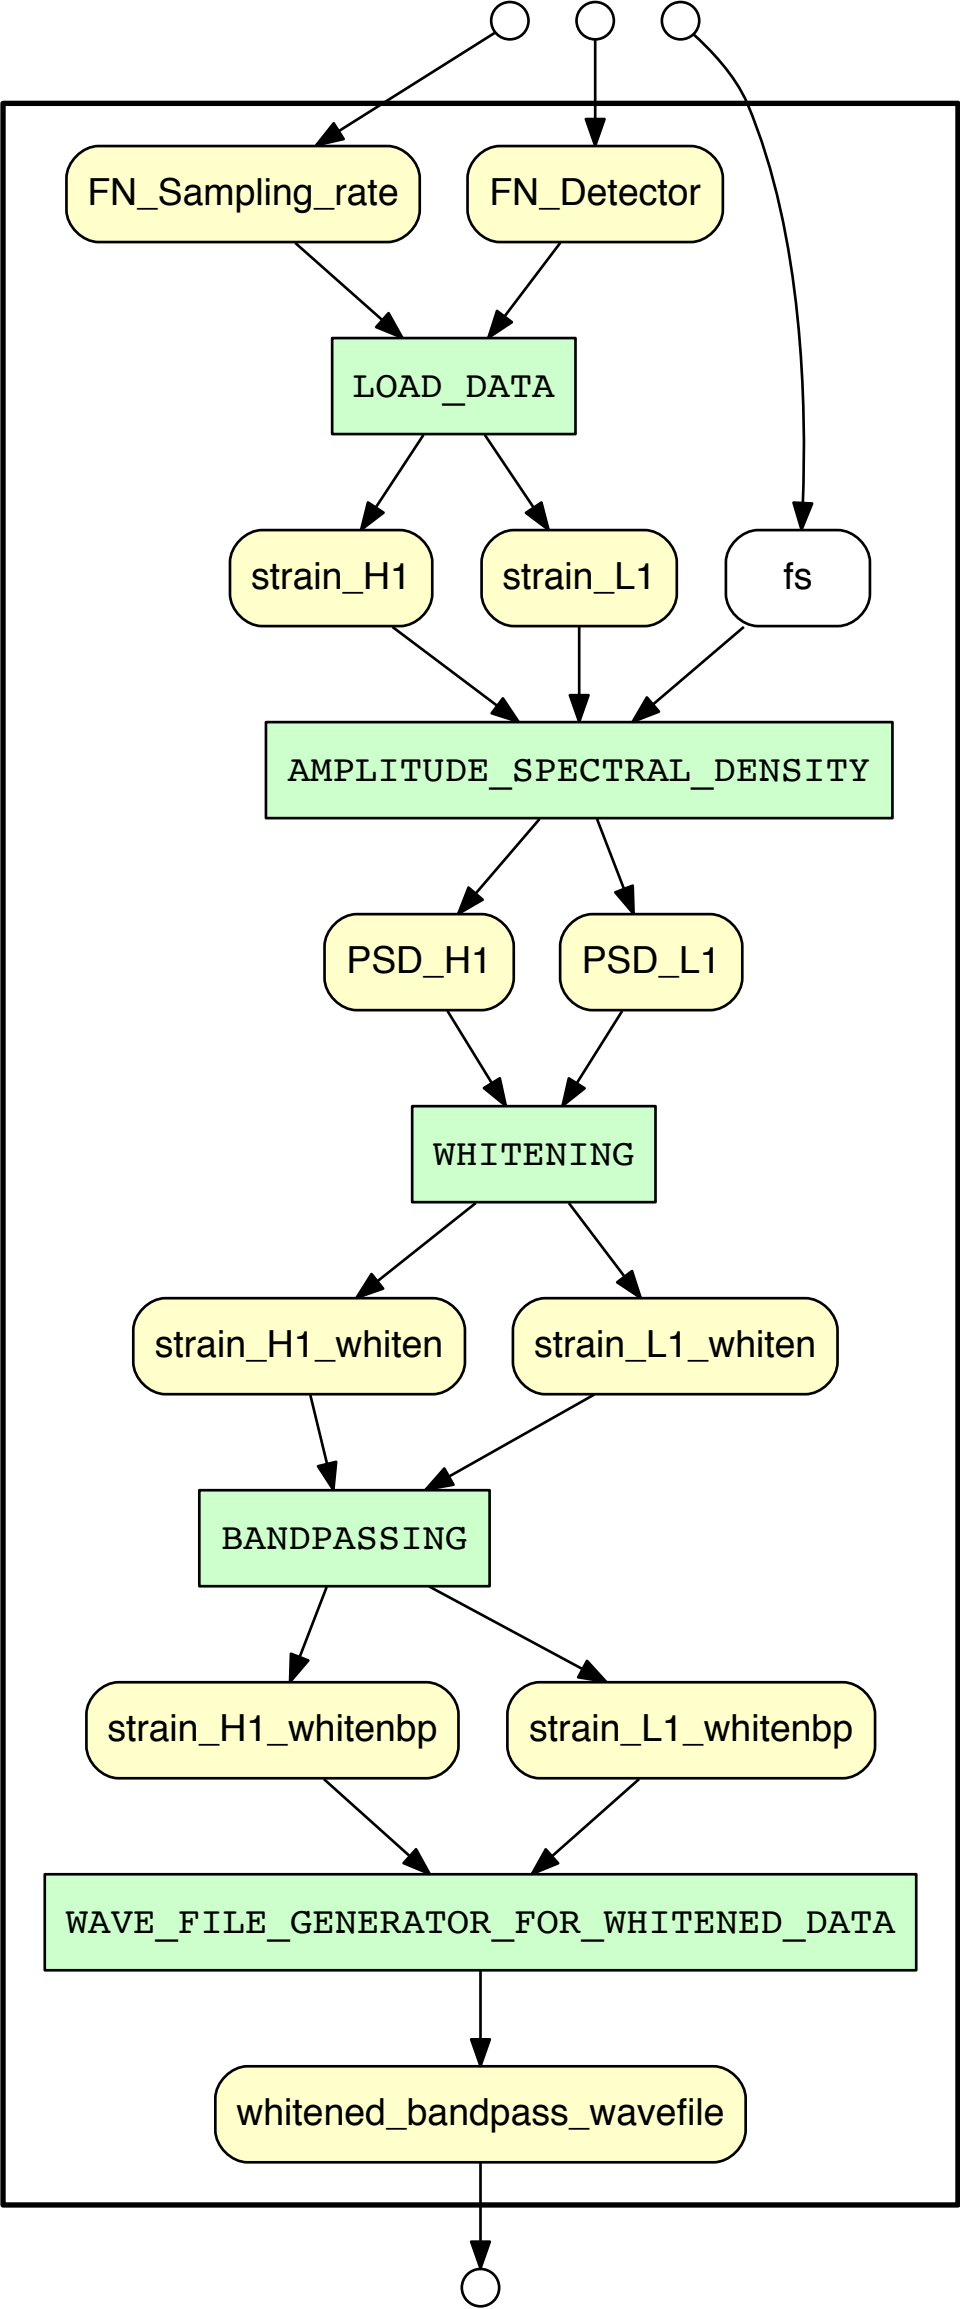 FN_Sampling_rate
FN_Detector
LOAD_DATA
strain_H1
strain_L1
fs
AMPLITUDE_SPECTRAL_DENSITY
PSD_H1
PSD_L1
WHITENING
strain_H1_whiten
strain_L1_whiten
BANDPASSING
strain_H1_whitenbp
strain_L1_whitenbp
WAVE_FILE_GENERATOR_FOR_WHITENED_DATA
whitened_bandpass_wavefile